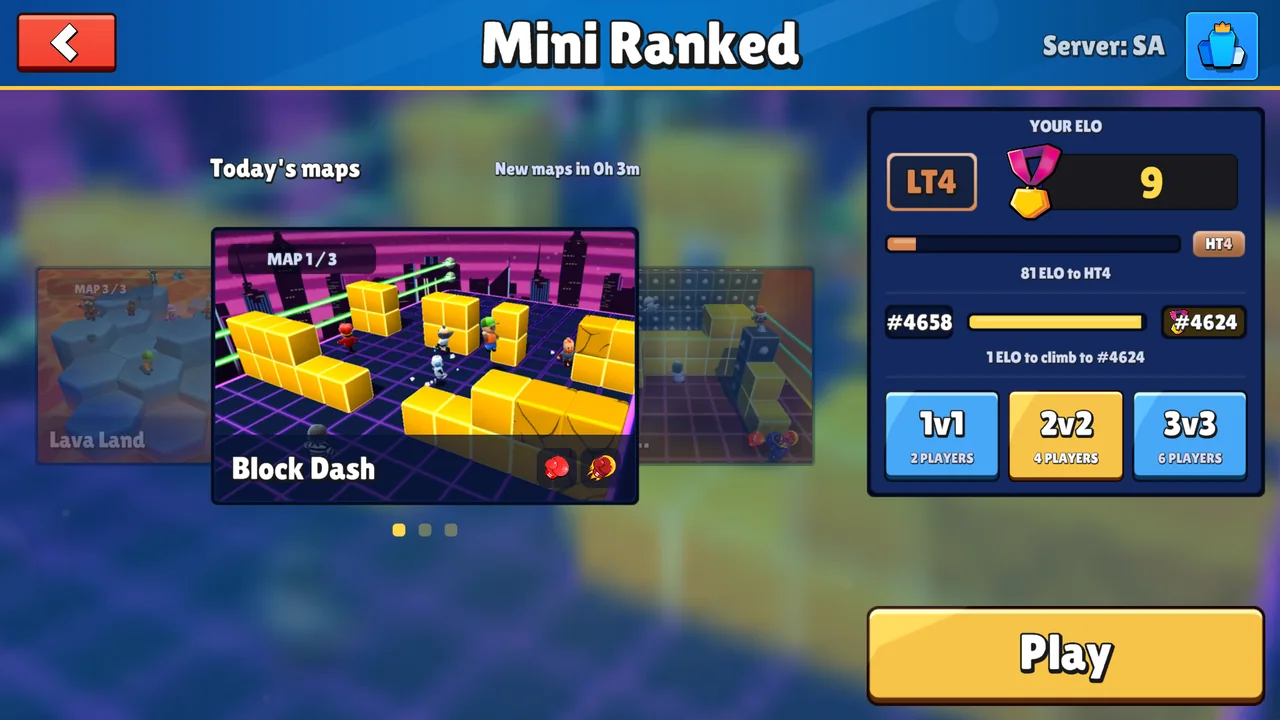 Mini Ranked
Server: SA
Today's maps
New maps in 0h 3m
MAP 3/3
Lava Land
MAP 1/3
Block Dash
..
YOUR ELO
LT4
9
HT4
81 ELO to HT4
#4658
#4624
1 ELO to climb to #4624
1v1
2 PLAYERS
2v2
4 PLAYERS
3v3
6 PLAYERS
Play